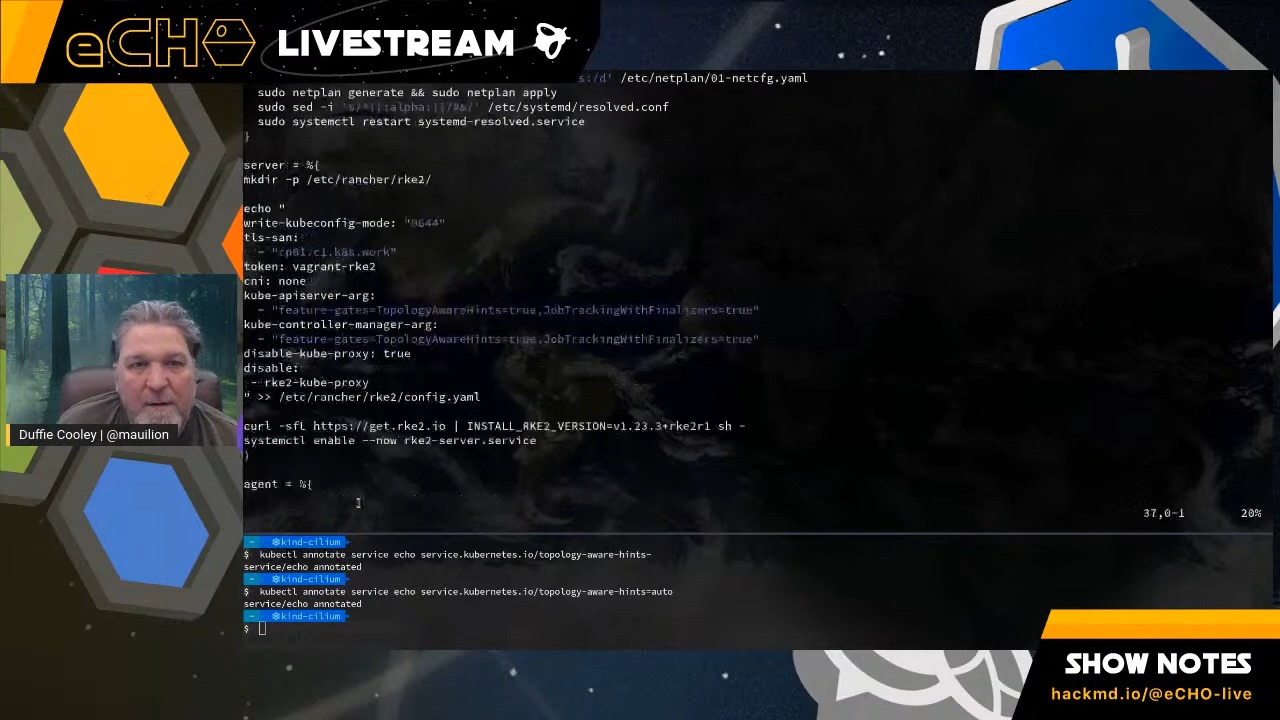 eCHO LIVESTREAM
s:/d' /etc/netplan/01-netcfg.yaml
sudo netplan generate && sudo netplan apply
sudo sed -i 's/^[[:alpha:]]/#&/' /etc/systemd/resolved.conf
sudo systemctl restart systemd-resolved.service
}
server = %{
mkdir -p /etc/rancher/rke2/
echo "
write-kubeconfig-mode: "0644"
tls-san:
token: vagrant-rke2
cni: none
kube-apiserver-arg:
- "feature-gates=TopologyAwareHints=true,JobTrackingWithFinalizers=true"
kube-controller-manager-arg:
- "feature-gates=TopologyAwareHints=true,JobTrackingWithFinalizers=true"
disable-kube-proxy: true
disable:
- rke2-kube-proxy
" >> /etc/rancher/rke2/config.yaml
curl -sfL https://get.rke2.io | INSTALL_RKE2_VERSION=v1.23.3+rke2r1 sh -
systemctl enable --now rke2-server.service
}
agent = %{
37,0-1 20%
~ kind-cilium
$ kubectl annotate service echo service.kubernetes.io/topology-aware-hints-
service/echo annotated
~ kind-cilium
$ kubectl annotate service echo service.kubernetes.io/topology-aware-hints=auto
service/echo annotated
~ kind-cilium
$
Duffie Cooley | @mauilion
SHOW NOTES
hackmd.io/@eCHO-live